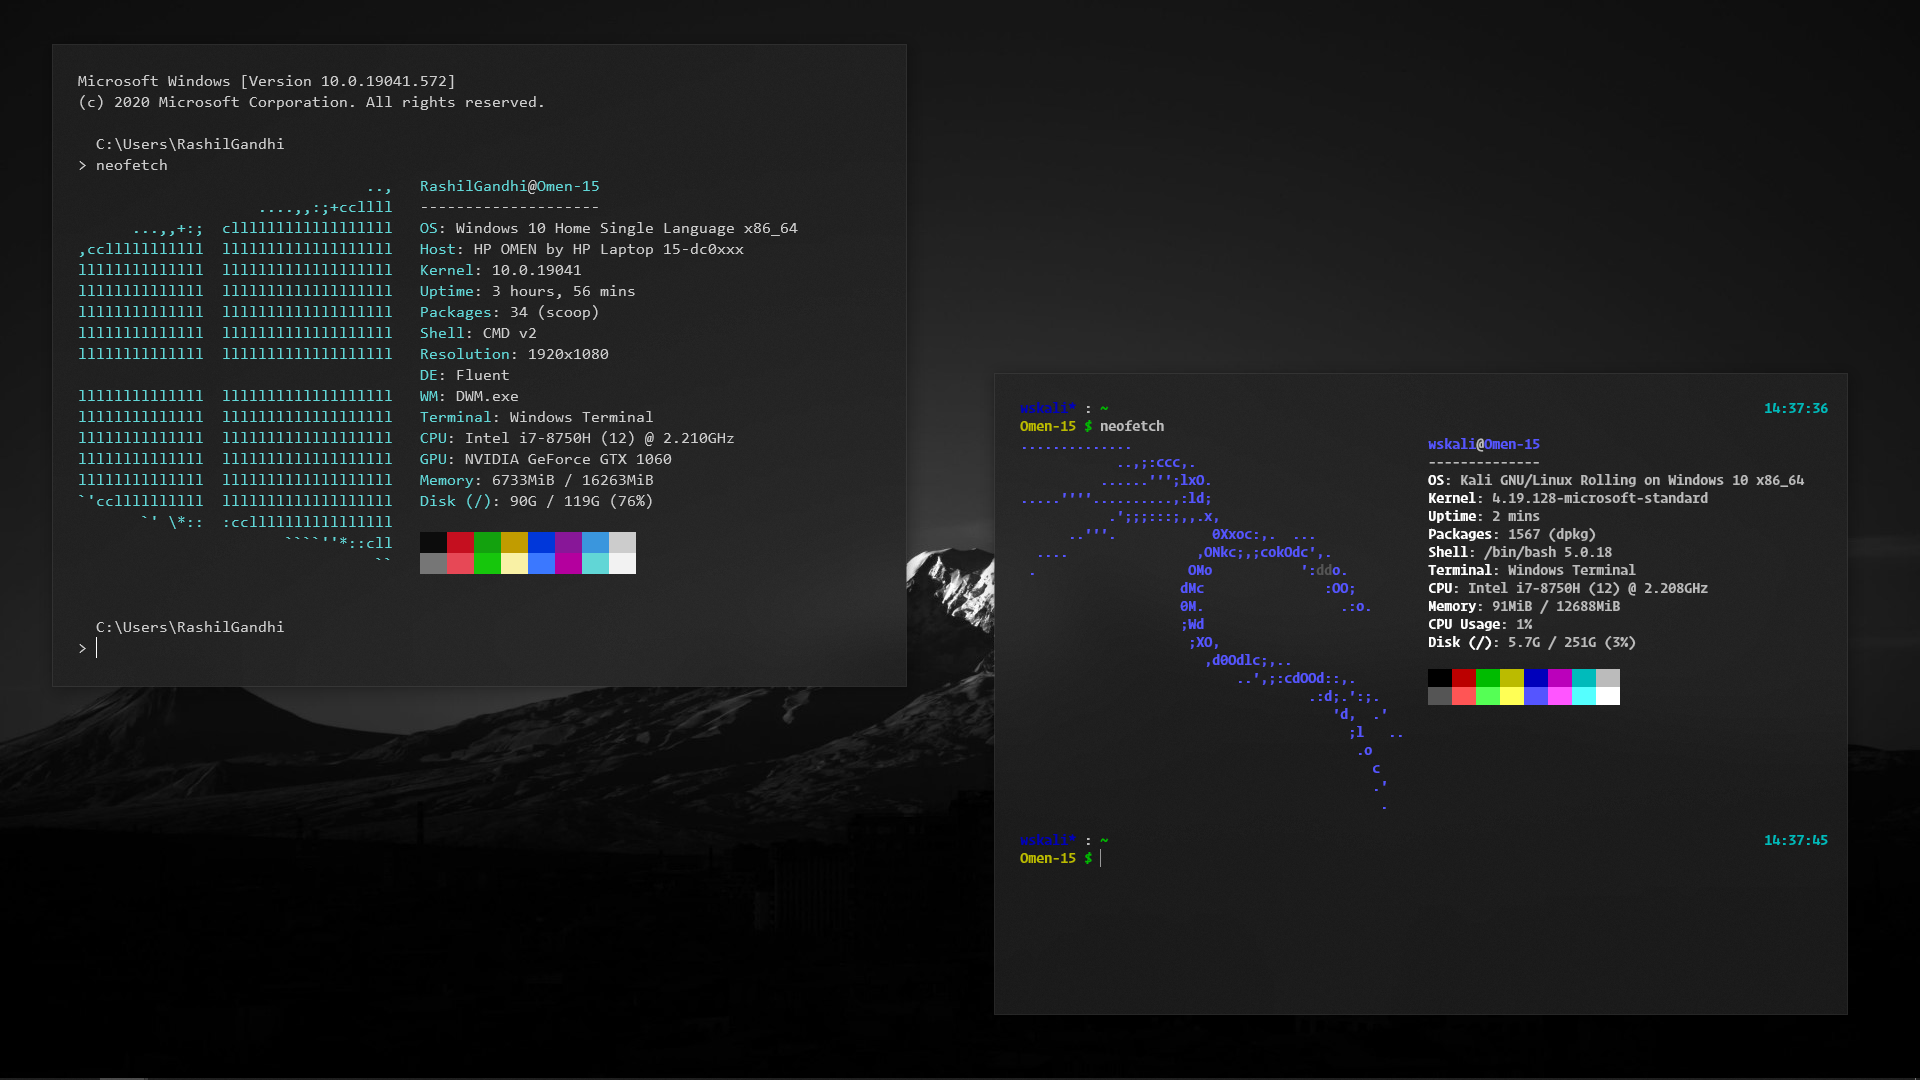 Microsoft Windows [Version 10.0.19041.572]
(c) 2020 Microsoft Corporation. All rights reserved.
C:\Users\RashilGandhi
> neofetch
RashilGandhi@Omen-15
--------------------
OS: Windows 10 Home Single Language x86_64
Host: HP OMEN by HP Laptop 15-dc0xxx
Kernel: 10.0.19041
Uptime: 3 hours, 56 mins
Packages: 34 (scoop)
Shell: CMD v2
Resolution: 1920x1080
DE: Fluent
WM: DWM.exe
Terminal: Windows Terminal
CPU: Intel i7-8750H (12) @ 2.210GHz
GPU: NVIDIA GeForce GTX 1060
Memory: 6733MiB / 16263MiB
Disk (/): 90G / 119G (76%)
C:\Users\RashilGandhi
>
wskali* : ~ 14:37:36
Omen-15 $ neofetch
wskali@Omen-15
--------------
OS: Kali GNU/Linux Rolling on Windows 10 x86_64
Kernel: 4.19.128-microsoft-standard
Uptime: 2 mins
Packages: 1567 (dpkg)
Shell: /bin/bash 5.0.18
Terminal: Windows Terminal
CPU: Intel i7-8750H (12) @ 2.208GHz
Memory: 91MiB / 12688MiB
CPU Usage: 1%
Disk (/): 5.7G / 251G (3%)
wskali* : ~ 14:37:45
Omen-15 $